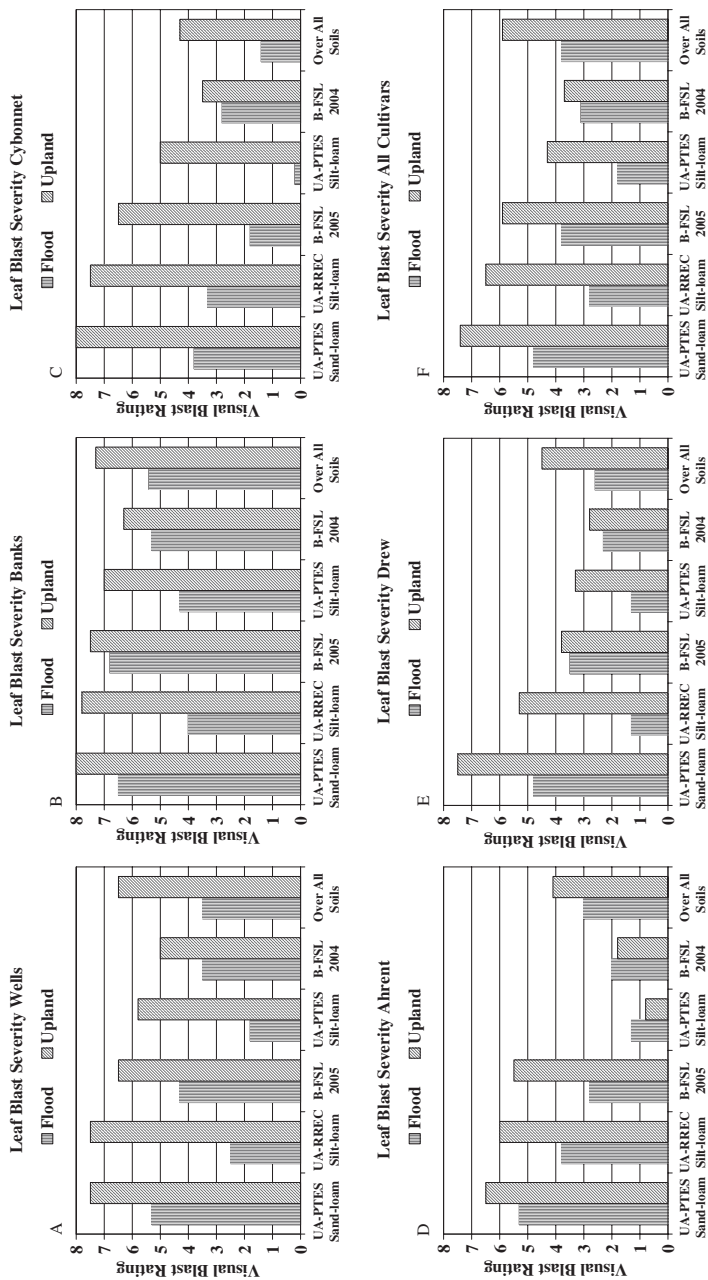 A
Leaf Blast Severity Wells
Flood Upland
Visual Blast Rating
8
7
6
5
4
3
2
1
0
UA-PTES UA-RREC B-FSL UA-PTES B-FSL Over All
Sand-loam Silt-loam 2005 Silt-loam 2004 Soils
B
Leaf Blast Severity Banks
Flood Upland
Visual Blast Rating
8
7
6
5
4
3
2
1
0
UA-PTES UA-RREC B-FSL UA-PTES B-FSL Over All
Sand-loam Silt-loam 2005 Silt-loam 2004 Soils
C
Leaf Blast Severity Cybonnet
Flood Upland
Visual Blast Rating
8
7
6
5
4
3
2
1
0
UA-PTES UA-RREC B-FSL UA-PTES B-FSL Over All
Sand-loam Silt-loam 2005 Silt-loam 2004 Soils
D
Leaf Blast Severity Ahrent
Flood Upland
Visual Blast Rating
8
7
6
5
4
3
2
1
0
UA-PTES UA-RREC B-FSL UA-PTES B-FSL Over All
Sand-loam Silt-loam 2005 Silt-loam 2004 Soils
E
Leaf Blast Severity Drew
Flood Upland
Visual Blast Rating
8
7
6
5
4
3
2
1
0
UA-PTES UA-RREC B-FSL UA-PTES B-FSL Over All
Sand-loam Silt-loam 2005 Silt-loam 2004 Soils
F
Leaf Blast Severity All Cultivars
Flood Upland
Visual Blast Rating
8
7
6
5
4
3
2
1
0
UA-PTES UA-RREC B-FSL UA-PTES B-FSL Over All
Sand-loam Silt-loam 2005 Silt-loam 2004 Soils